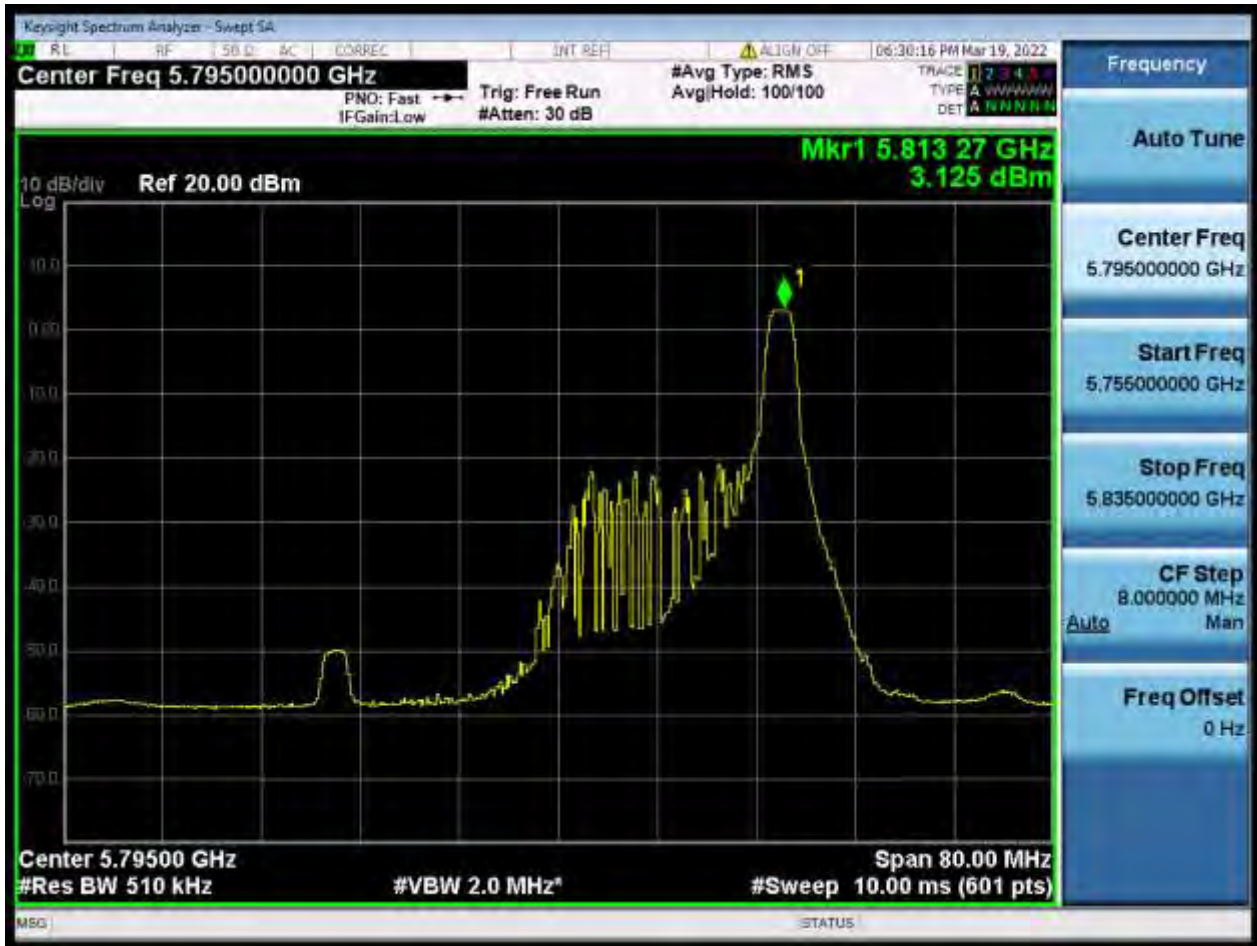 Keysight Spectrum Analyzer - Swept SA
RL RF 50 Ω AC CORREC INT REF ALIGN OFF 06:30:16 PM Mar 19, 2022
Center Freq 5.795000000 GHz
PNO: Fast
IFGain:Low
Trig: Free Run
#Atten: 30 dB
#Avg Type: RMS
Avg|Hold: 100/100
TRACE 1 2 3 4 5 6
TYPE A WWWWW
DET A N N N N N
Mkr1 5.813 27 GHz
3.125 dBm
10 dB/div Ref 20.00 dBm
Log
10.0
0.00
-10.0
-20.0
-30.0
-40.0
-50.0
-60.0
-70.0
1
Center 5.79500 GHz
Span 80.00 MHz
#Res BW 510 kHz
#VBW 2.0 MHz*
#Sweep 10.00 ms (601 pts)
MSG STATUS
Frequency
Auto Tune
Center Freq
5.795000000 GHz
Start Freq
5.755000000 GHz
Stop Freq
5.835000000 GHz
CF Step
8.000000 MHz
Auto Man
Freq Offset
0 Hz